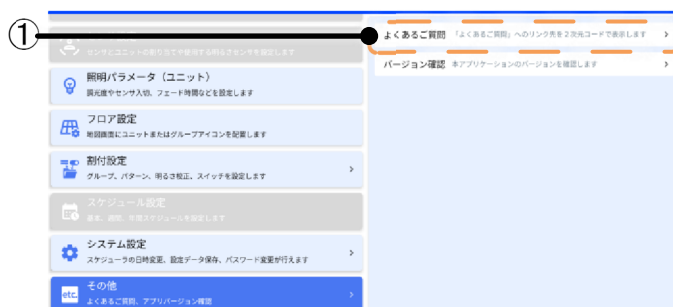 ①
よくあるご質問 「よくあるご質問」へのリンク先を2次元コードで表示します
バージョン確認 本アプリケーションのバージョンを確認します
センサとユニットの割り当てや使用する明るさセンサを設定します
照明パラメータ（ユニット）
調光度やセンサ入切、フェード時間などを設定します
フロア設定
地図画面にユニットまたはグループアイコンを配置します
割付設定
グループ、パターン、明るさ校正、スイッチを設定します
スケジュール設定
基本、週間、年間スケジュールを設定します
システム設定
スケジューラの日時変更、設定データ保存、パスワード変更が行えます
etc.
その他
よくあるご質問、アプリバージョン確認